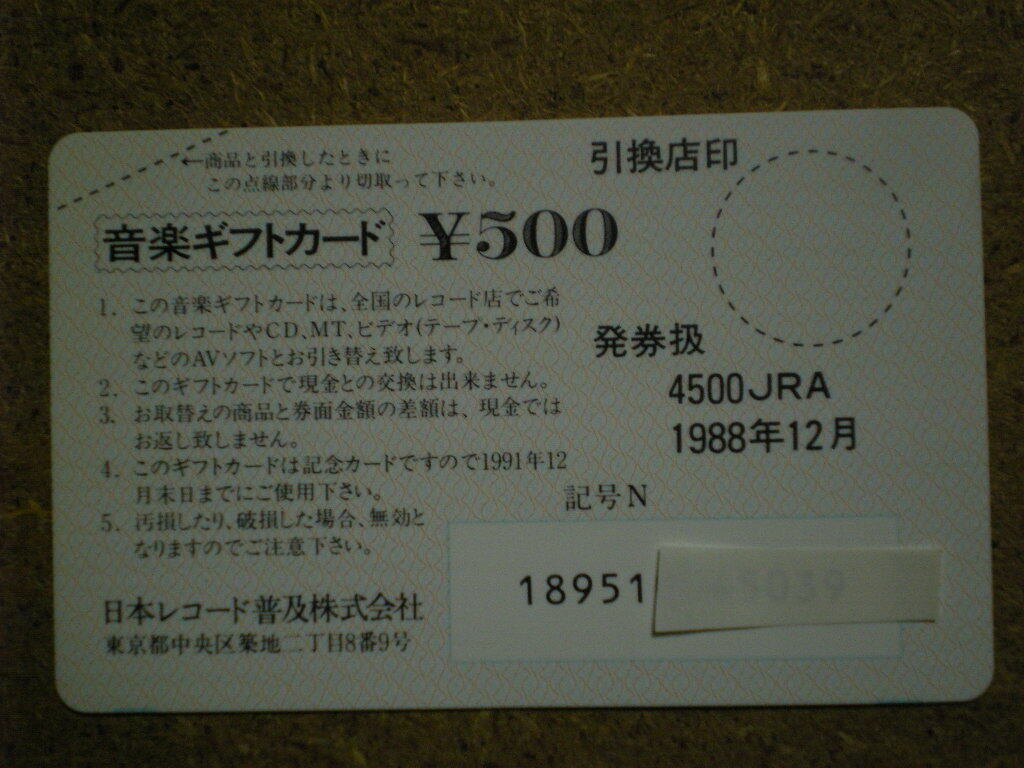 ←商品と引換したときに
この点線部分より切取って下さい。
引換店印
音楽ギフトカード ¥500
1. この音楽ギフトカードは、全国のレコード店でご希
望のレコードやCD、MT、ビデオ(テープ・ディスク)
などのAVソフトとお引き替え致します。
2. このギフトカードで現金との交換は出来ません。
3. お取替えの商品と券面金額の差額は、現金では
お返し致しません。
4. このギフトカードは記念カードですので1991年12
月末日までにご使用下さい。
5. 汚損したり、破損した場合、無効と
なりますのでご注意下さい。
発券扱
4500JRA
1988年12月
記号N
18951
日本レコード普及株式会社
東京都中央区築地二丁目8番9号